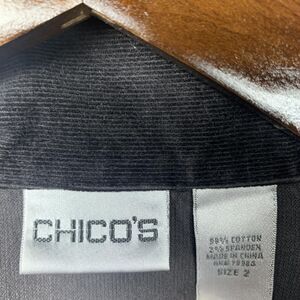 CHICO'S
98% COTTON
2% SPANDEX
MADE IN CHINA
SIZE 2